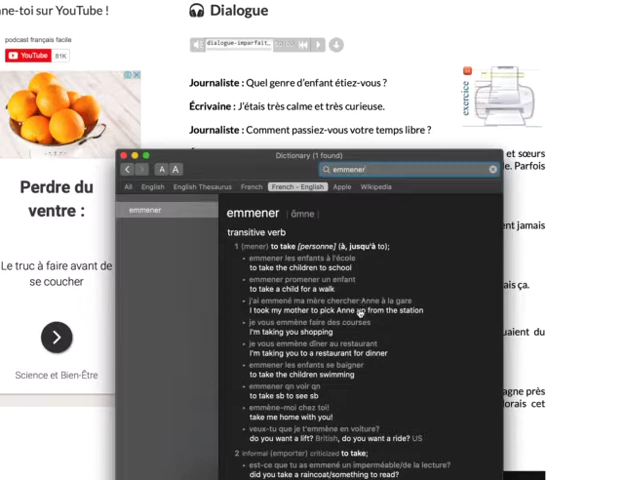 ne-toi sur YouTube !
podcast français facile
YouTube 81K
Perdre du
ventre :
Le truc à faire avant de
se coucher
Science et Bien-Être
Dialogue
dialogue-imparfait_
Journaliste : Quel genre d'enfant étiez-vous ?
Écrivaine : J'étais très calme et très curieuse.
Journaliste : Comment passiez-vous votre temps libre ?
exercice
et sœurs
e. Parfois
ent jamais
is ça.
uaient du
agne près
orais cet
Dictionary (1 found)
A A
emmener
All English English Thesaurus French French - English Apple Wikipedia
emmener
emmener | ɑ̃mne |
transitive verb
1 (mener) to take [personne] (à, jusqu'à to);
• emmener les enfants à l'école
to take the children to school
• emmener promener un enfant
to take a child for a walk
• j'ai emmené ma mère chercher Anne à la gare
I took my mother to pick Anne up from the station
• je vous emmène faire des courses
I'm taking you shopping
• je vous emmène dîner au restaurant
I'm taking you to a restaurant for dinner
• emmener les enfants se baigner
to take the children swimming
• emmener qn voir qn
to take sb to see sb
• emmène-moi chez toi!
take me home with you!
• veux-tu que je t'emmène en voiture?
do you want a lift? British, do you want a ride? US
2 informal (emporter) criticized to take;
• est-ce que tu as emmené un imperméable/de la lecture?
did you take a raincoat/something to read?